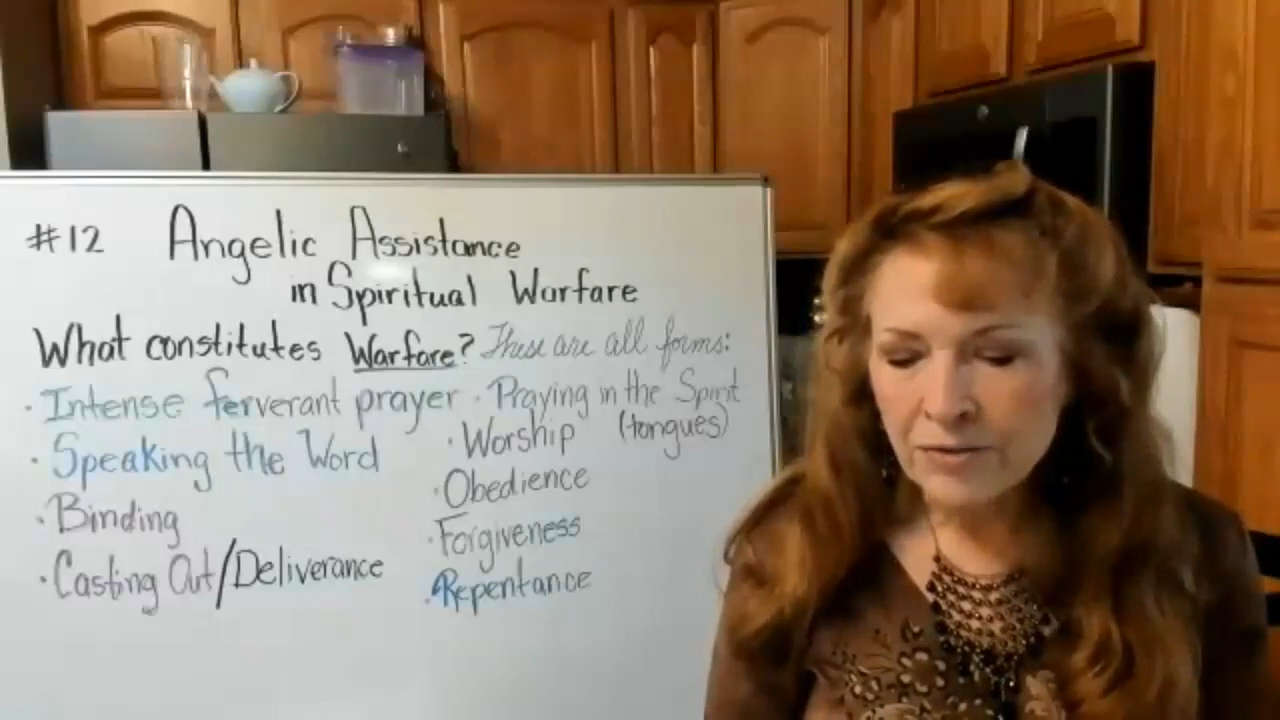 #12 Angelic Assistance
in Spiritual Warfare
What constitutes Warfare? These are all forms:
· Intense ferverant prayer
· Speaking the Word
· Binding
· Casting Out/Deliverance
· Praying in the Spirit
(tongues)
· Worship
· Obedience
· Forgiveness
· Repentance